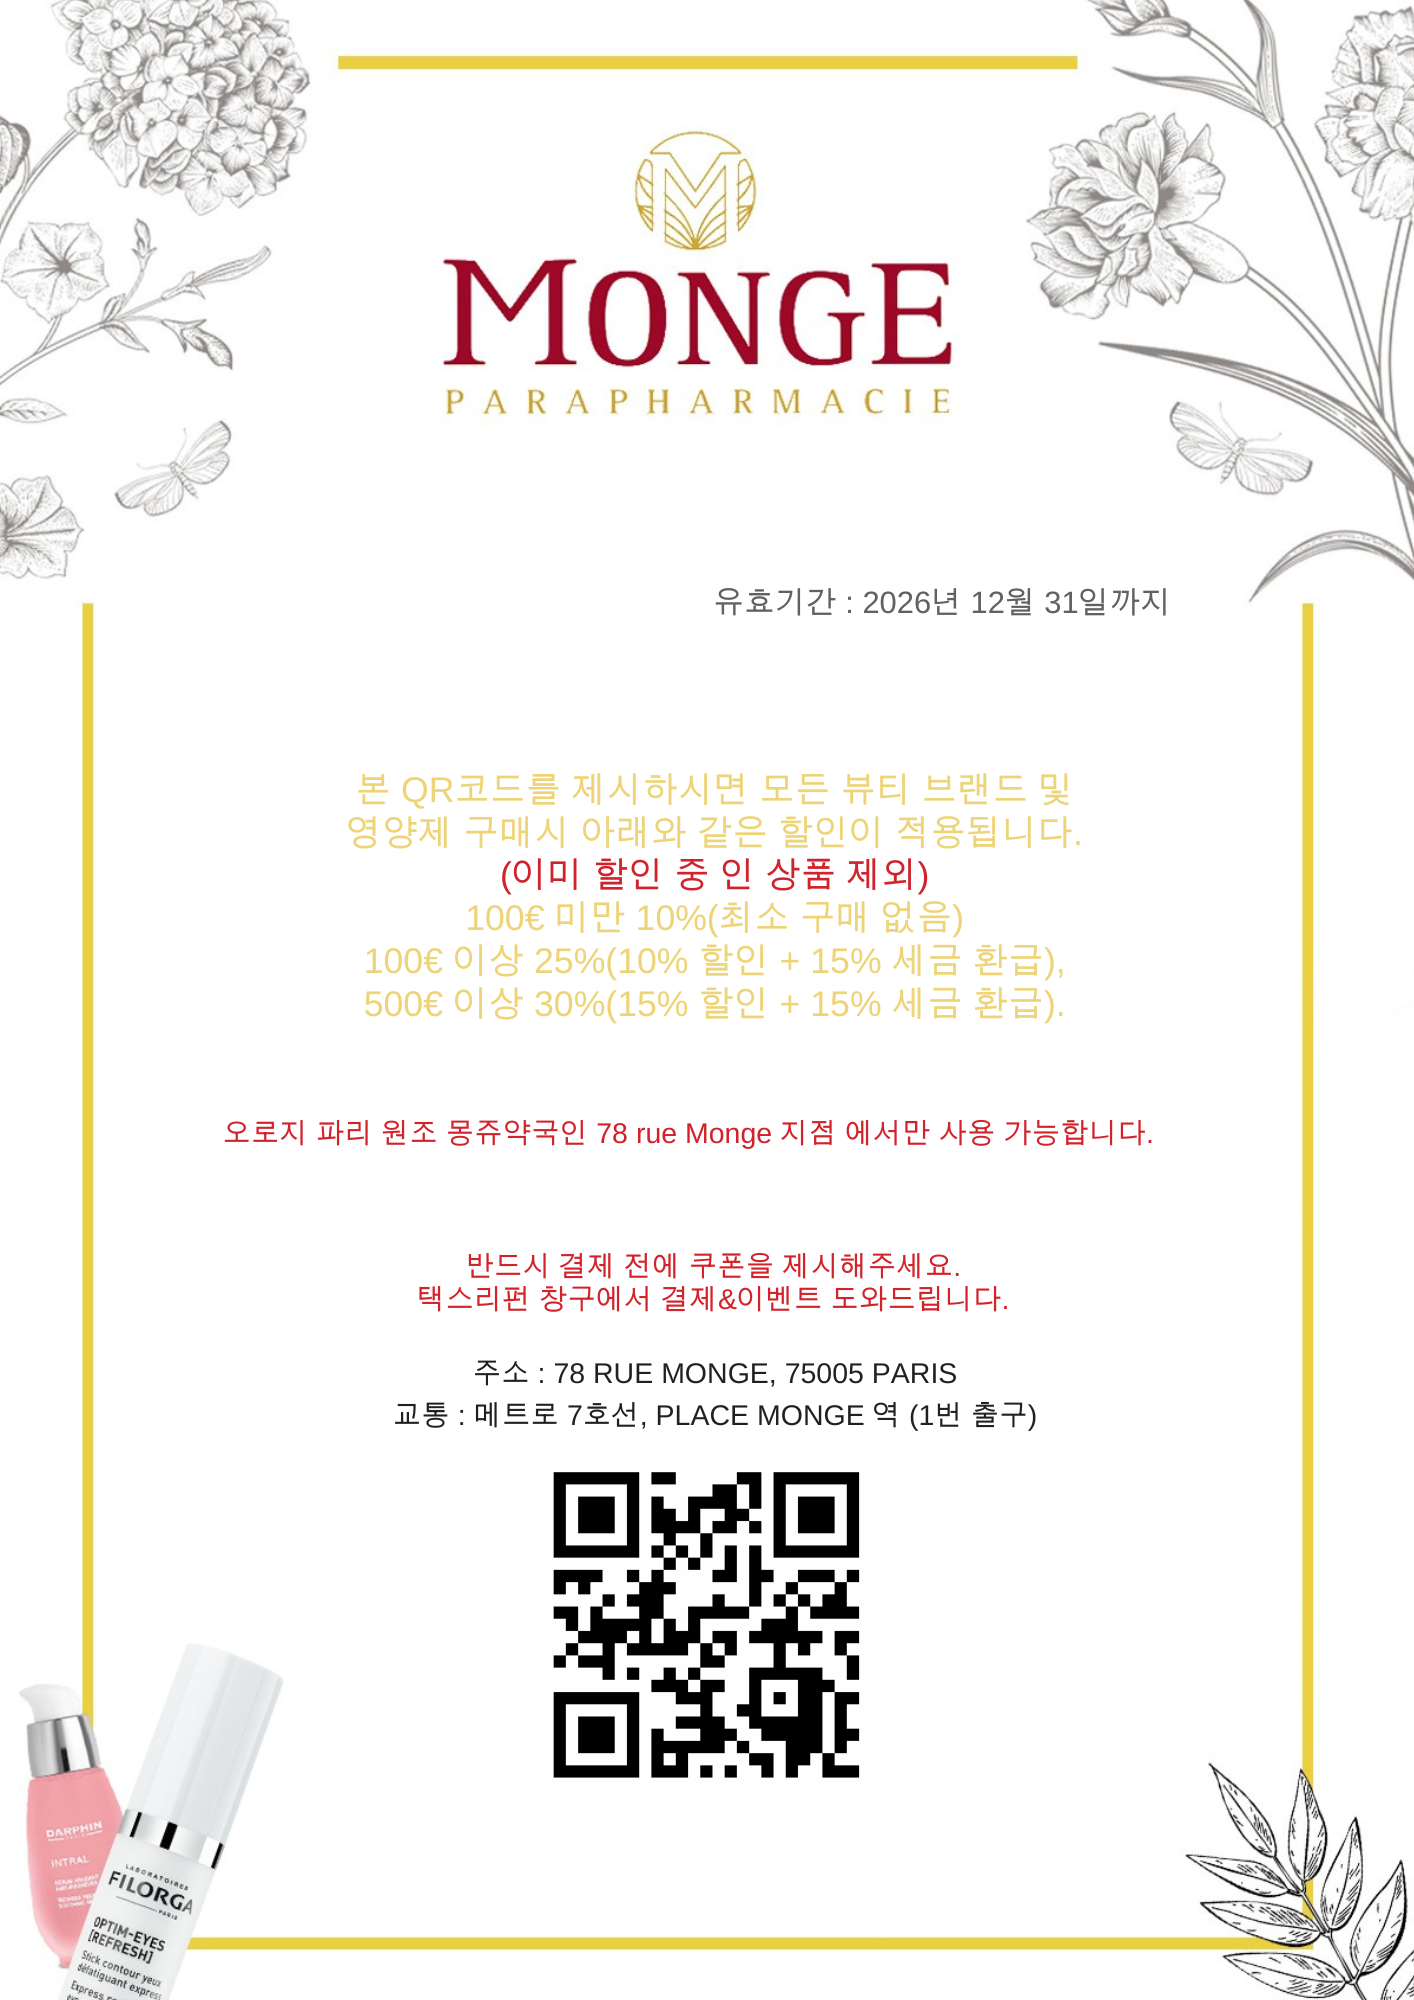 MONGE
PARAPHARMACIE
유효기간 : 2026년 12월 31일까지
본 QR코드를 제시하시면 모든 뷰티 브랜드 및
영양제 구매시 아래와 같은 할인이 적용됩니다.
(이미 할인 중 인 상품 제외)
100€ 미만 10%(최소 구매 없음)
100€ 이상 25%(10% 할인 + 15% 세금 환급),
500€ 이상 30%(15% 할인 + 15% 세금 환급).
오로지 파리 원조 몽쥬약국인 78 rue Monge 지점 에서만 사용 가능합니다.
반드시 결제 전에 쿠폰을 제시해주세요.
택스리펀 창구에서 결제&이벤트 도와드립니다.
주소 : 78 RUE MONGE, 75005 PARIS
교통 : 메트로 7호선, PLACE MONGE 역 (1번 출구)
DARPHIN
PARIS
INTRAL
LABORATOIRES
FILORGA
PARIS
OPTIM-EYES
[REFRESH]
Stick contour yeux
défatiguant express
Express